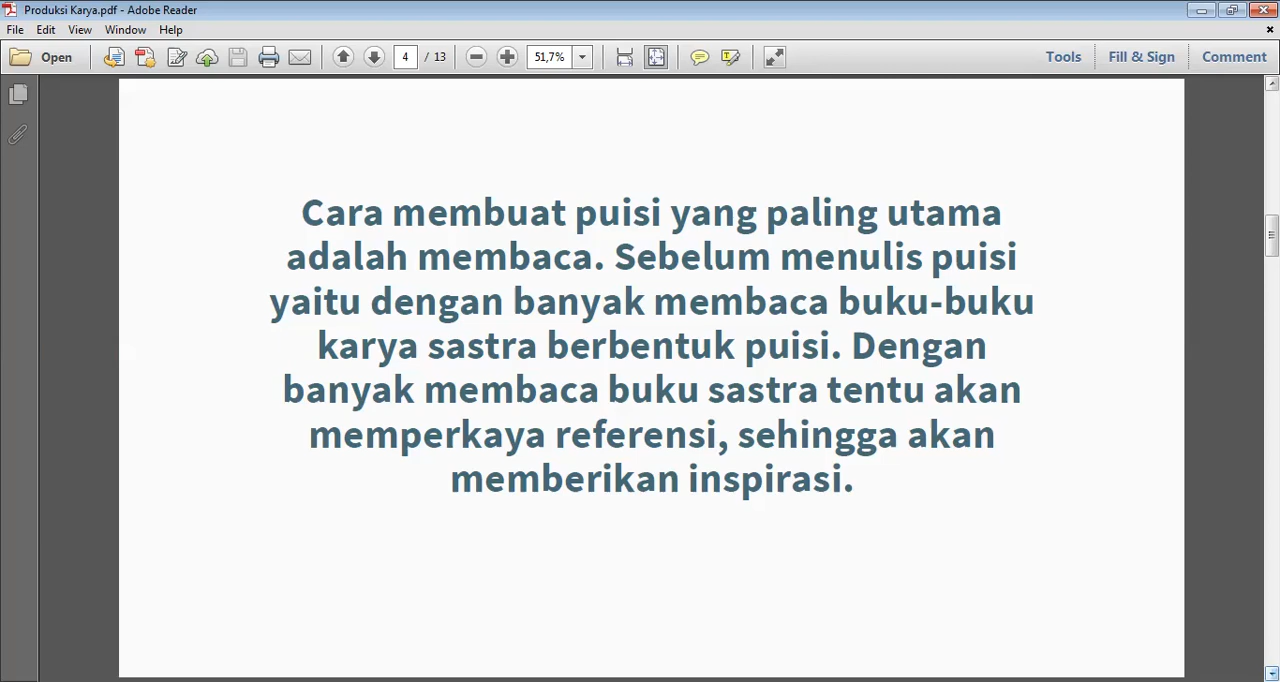 Produksi Karya.pdf - Adobe Reader
File Edit View Window Help
Open 4 / 13 51,7% Tools Fill & Sign Comment
Cara membuat puisi yang paling utama
adalah membaca. Sebelum menulis puisi
yaitu dengan banyak membaca buku-buku
karya sastra berbentuk puisi. Dengan
banyak membaca buku sastra tentu akan
memperkaya referensi, sehingga akan
memberikan inspirasi.